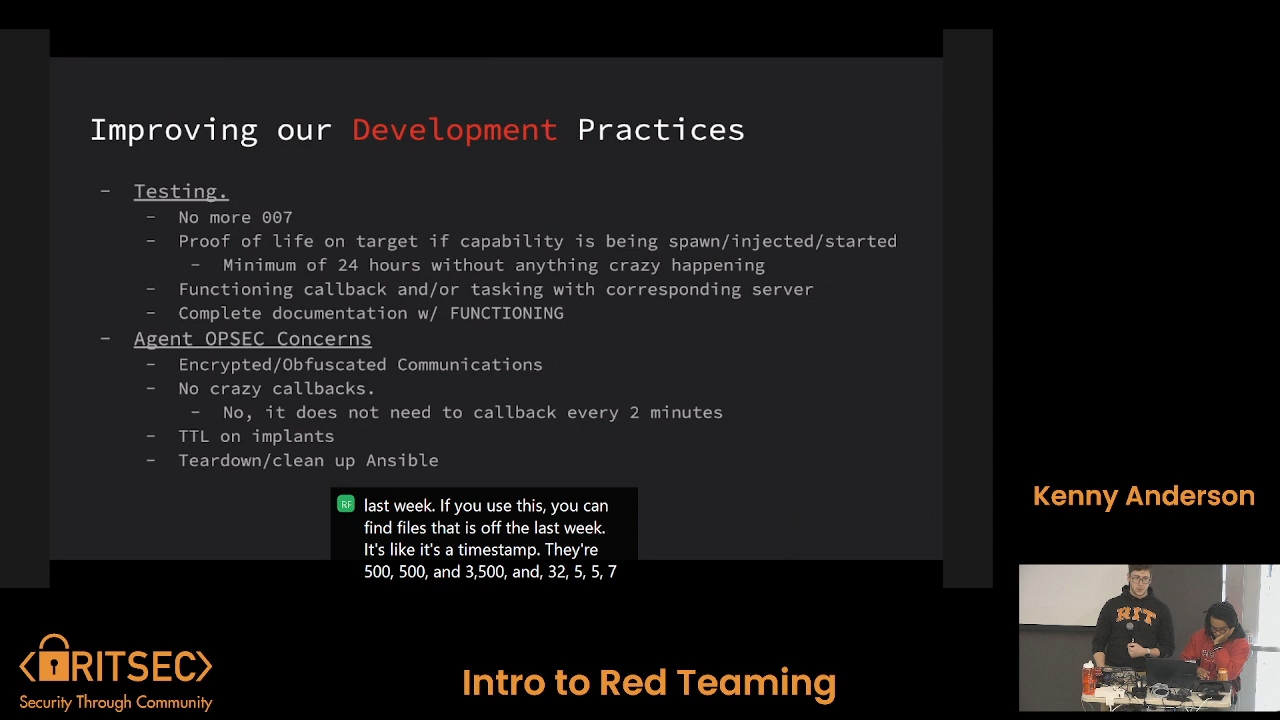 Improving our Development Practices
- Testing.
- No more 007
- Proof of life on target if capability is being spawn/injected/started
- Minimum of 24 hours without anything crazy happening
- Functioning callback and/or tasking with corresponding server
- Complete documentation w/ FUNCTIONING
- Agent OPSEC Concerns
- Encrypted/Obfuscated Communications
- No crazy callbacks.
- No, it does not need to callback every 2 minutes
- TTL on implants
- Teardown/clean up Ansible
RF
last week. If you use this, you can
find files that is off the last week.
It's like it's a timestamp. They're
500, 500, and 3,500, and, 32, 5, 5, 7
Kenny Anderson
RIT
<RITSEC>
Security Through Community
Intro to Red Teaming